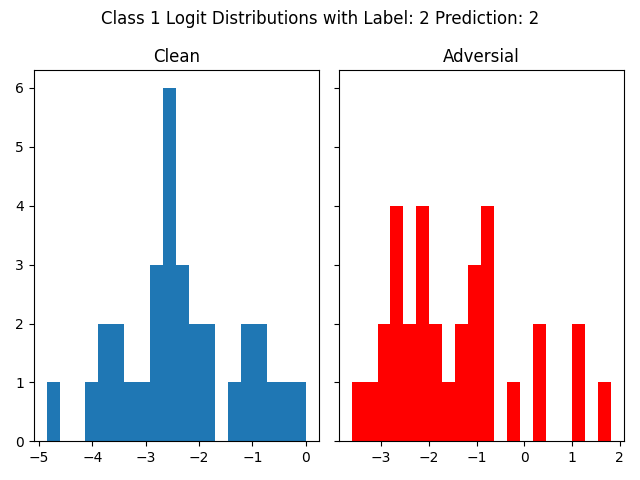 Class 1 Logit Distributions with Label: 2 Prediction: 2
Clean
Adversial
6
5
4
3
2
1
0
−5 −4 −3 −2 −1 0
−3 −2 −1 0 1 2